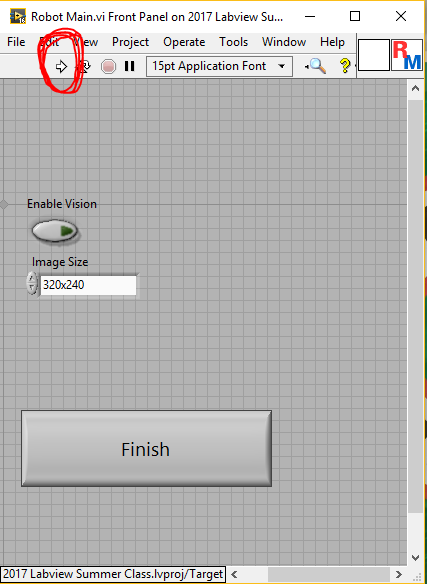 Robot Main.vi Front Panel on 2017 Labview Su...
File Edit View Project Operate Tools Window Help
15pt Application Font
?
RM
Enable Vision
Image Size
320x240
Finish
2017 Labview Summer Class.lvproj/Target